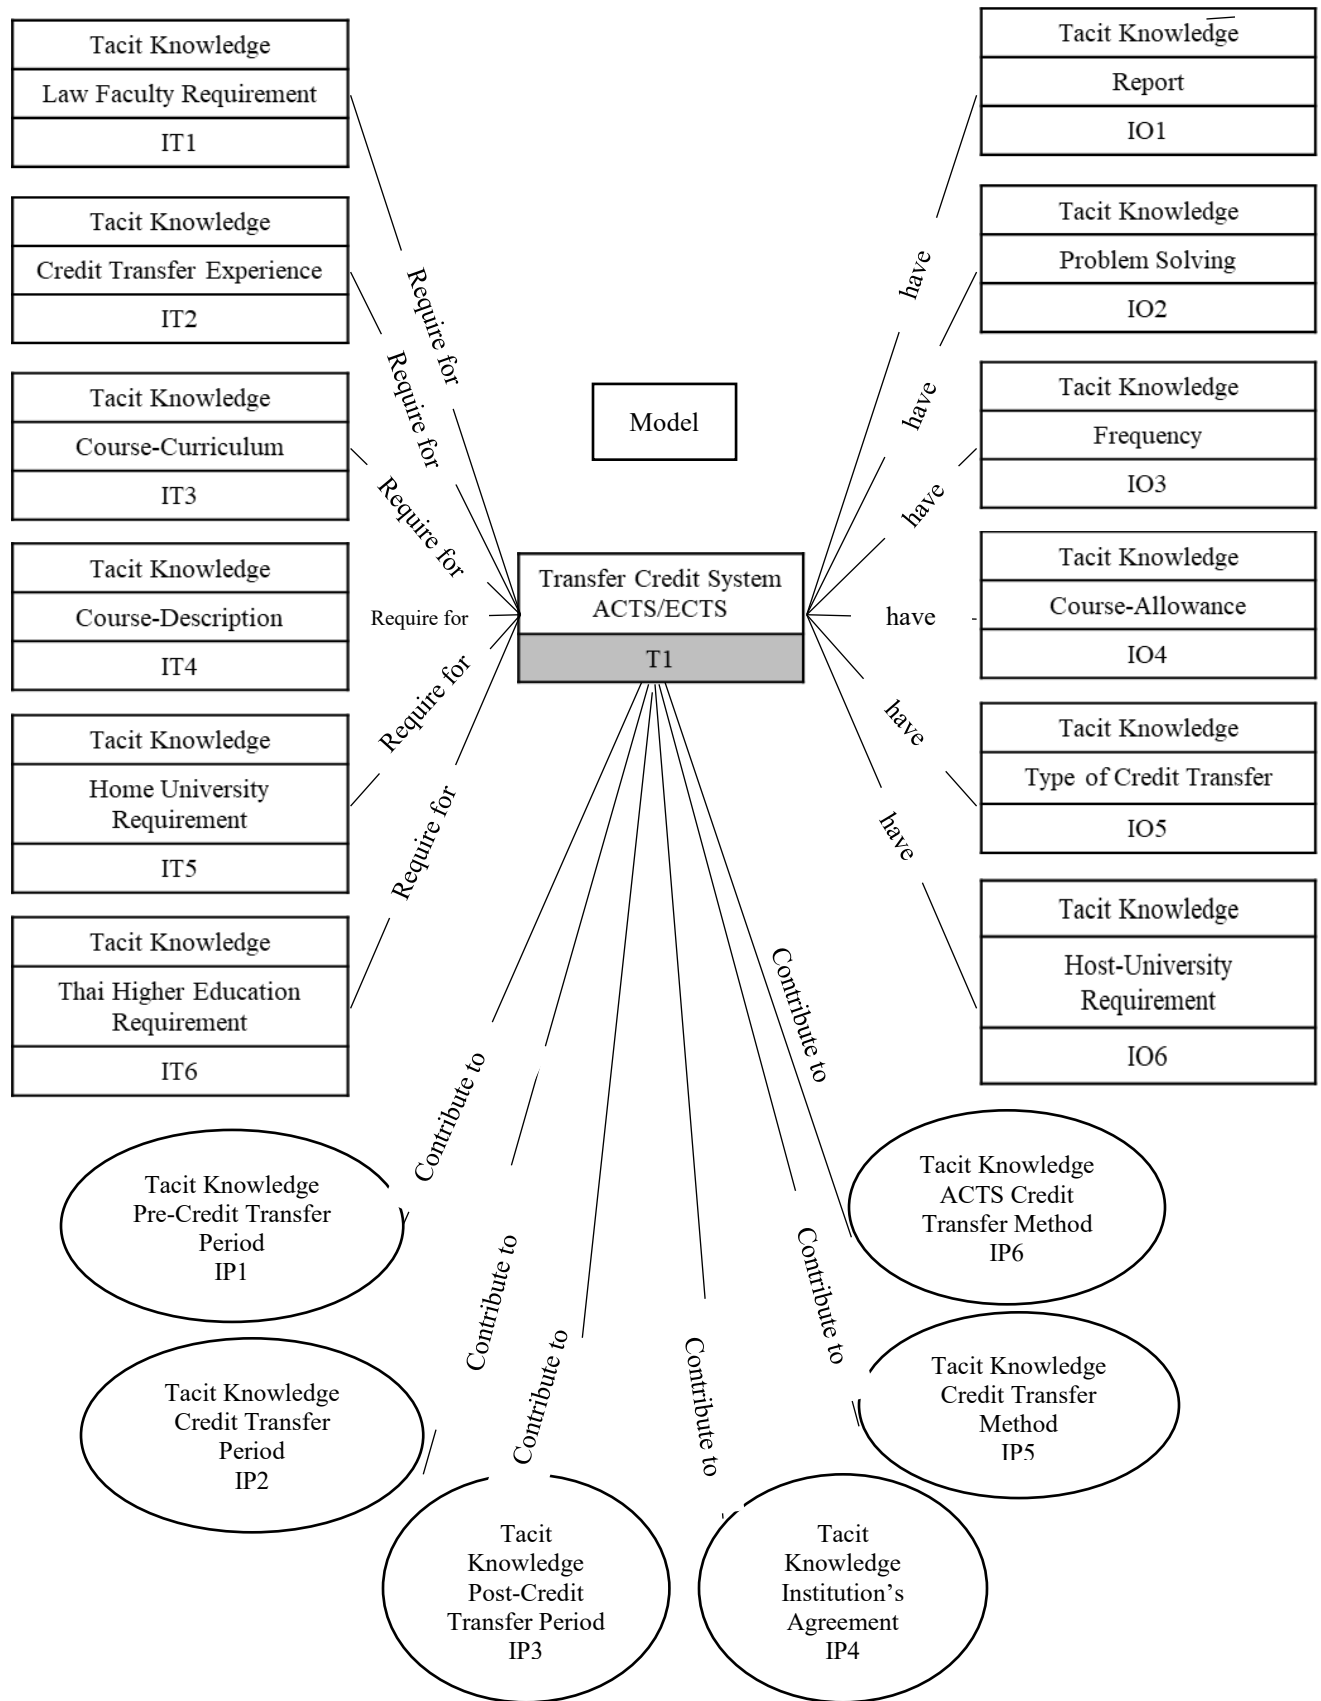 Tacit Knowledge
Law Faculty Requirement
IT1
Tacit Knowledge
Credit Transfer Experience
IT2
Tacit Knowledge
Course-Curriculum
IT3
Tacit Knowledge
Course-Description
IT4
Tacit Knowledge
Home University
Requirement
IT5
Tacit Knowledge
Thai Higher Education
Requirement
IT6
Require for
Require for
Require for
Require for
Require for
Require for
Model
Transfer Credit System
ACTS/ECTS
T1
have
have
have
have
have
have
Tacit Knowledge
Report
IO1
Tacit Knowledge
Problem Solving
IO2
Tacit Knowledge
Frequency
IO3
Tacit Knowledge
Course-Allowance
IO4
Tacit Knowledge
Type of Credit Transfer
IO5
Tacit Knowledge
Host-University
Requirement
IO6
Contribute to
Contribute to
Contribute to
Contribute to
Contribute to
Contribute to
Tacit Knowledge
Pre-Credit Transfer
Period
IP1
Tacit Knowledge
Credit Transfer
Period
IP2
Tacit
Knowledge
Post-Credit
Transfer Period
IP3
Tacit
Knowledge
Institution’s
Agreement
IP4
Tacit Knowledge
Credit Transfer
Method
IP5
Tacit Knowledge
ACTS Credit
Transfer Method
IP6